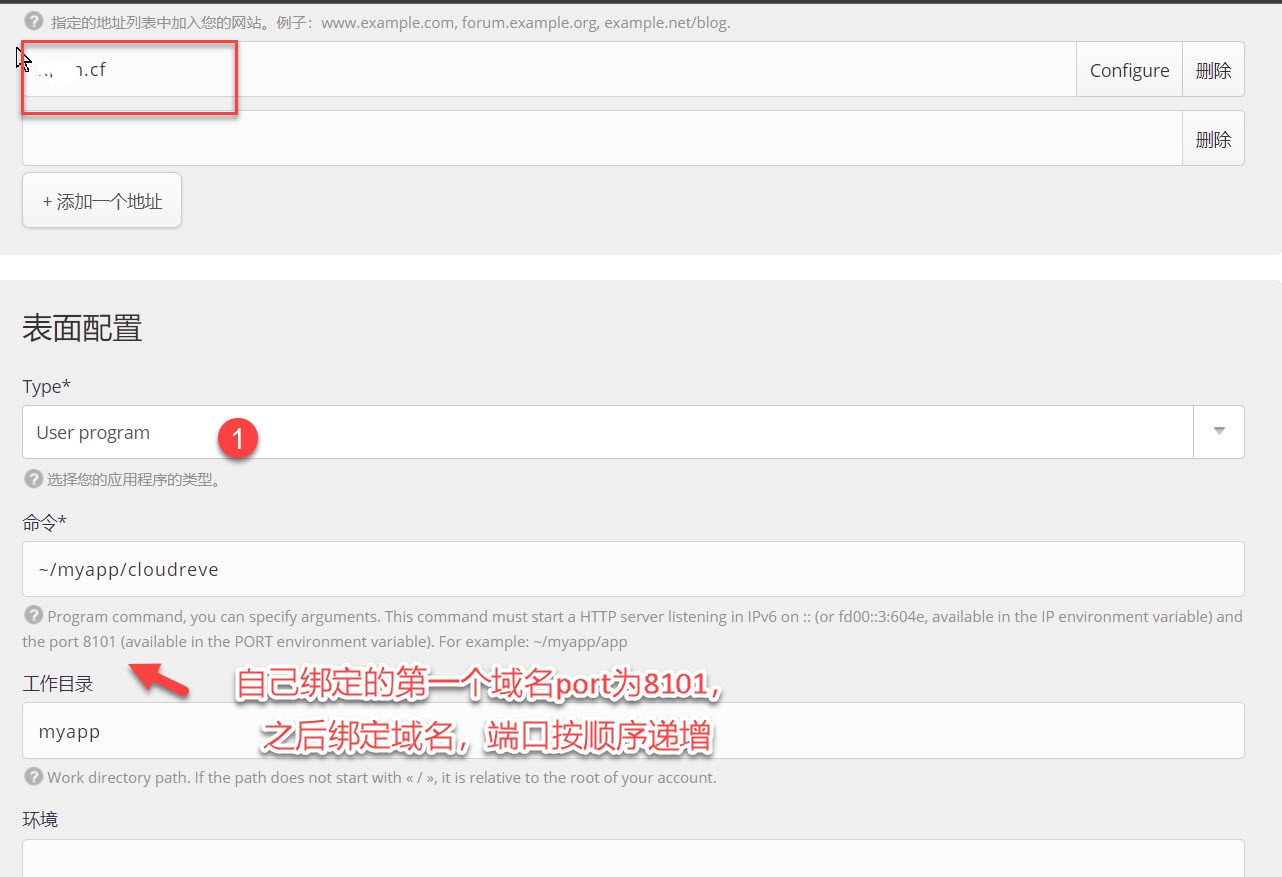 指定的地址列表中加入您的网站。例子：www.example.com, forum.example.org, example.net/blog.
.cf
Configure
删除
删除
+ 添加一个地址
表面配置
Type*
User program
1
选择您的应用程序的类型。
命令*
~/myapp/cloudreve
Program command, you can specify arguments. This command must start a HTTP server listening in IPv6 on :: (or fd00::3:604e, available in the IP environment variable) and
the port 8101 (available in the PORT environment variable). For example: ~/myapp/app
自己绑定的第一个域名port为8101，
之后绑定域名，端口按顺序递增
工作目录
myapp
Work directory path. If the path does not start with « / », it is relative to the root of your account.
环境